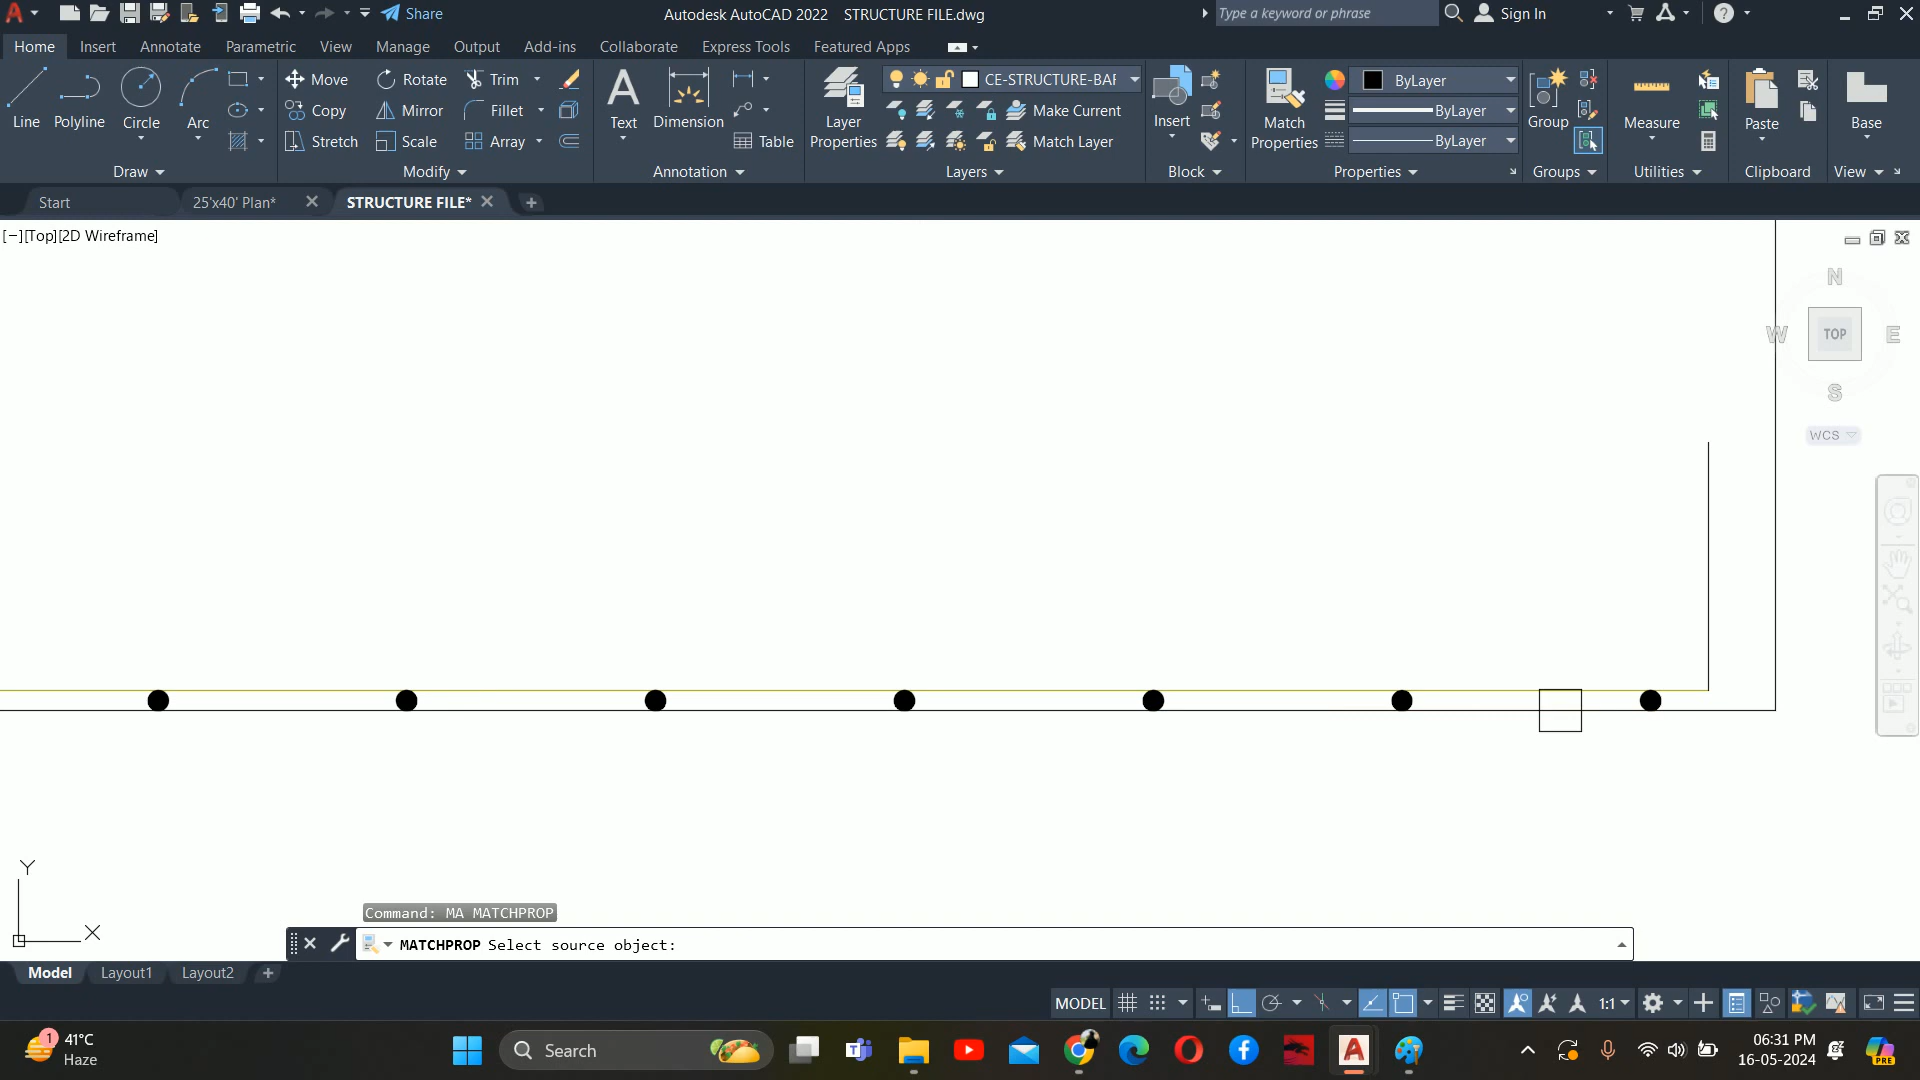 Share
Autodesk AutoCAD 2022 STRUCTURE FILE.dwg
Type a keyword or phrase
Sign In
Home Insert Annotate Parametric View Manage Output Add-ins Collaborate Express Tools Featured Apps
Line Polyline Circle Arc
Move Rotate Trim
Copy Mirror Fillet
Stretch Scale Array
Text Dimension Table
Layer Properties
CE-STRUCTURE-BAR
Make Current
Match Layer
Insert
Match Properties
ByLayer
ByLayer
ByLayer
Group
Measure
Paste
Base
Draw Modify Annotation Layers Block Properties Groups Utilities Clipboard View
Start 25'x40' Plan* STRUCTURE FILE*
[−][Top][2D Wireframe]
N
W TOP E
S
WCS
Y
X
Command: MA MATCHPROP
MATCHPROP Select source object:
Model Layout1 Layout2
MODEL 1:1
1
41°C
Haze
Search
06:31 PM
16-05-2024
PRE